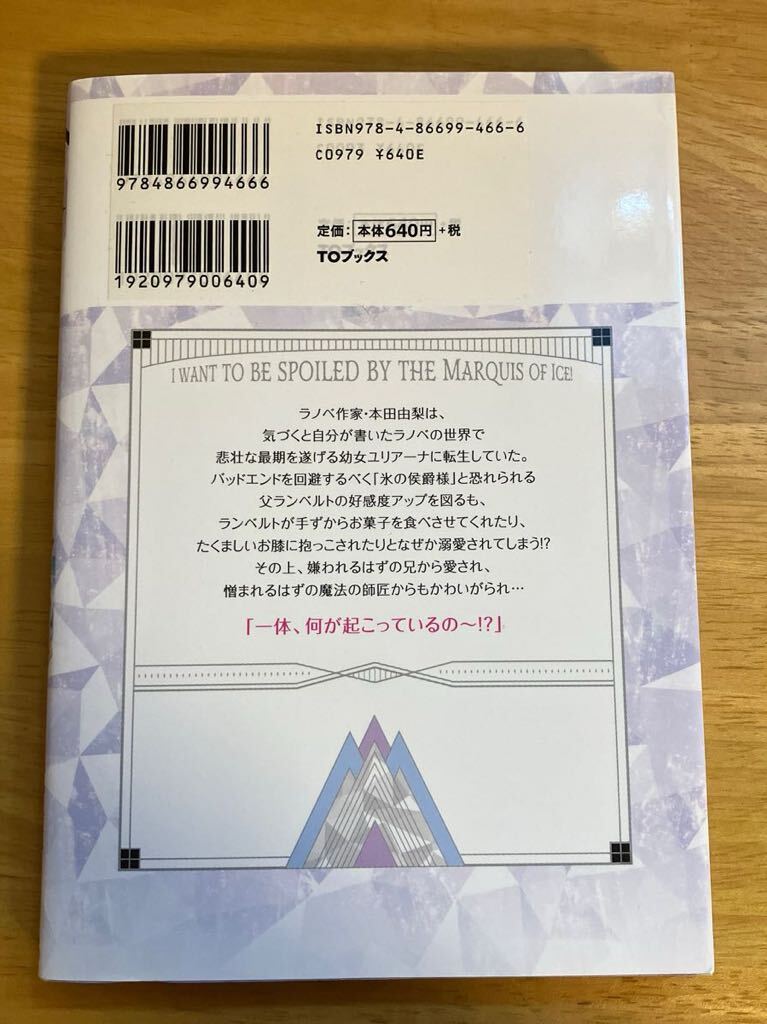 ISBN978-4-86699-466-6
C0979 ¥640E
9784866994666
定価:本体640円+税
TOブックス
1920979006409
I WANT TO BE SPOILED BY THE MARQUIS OF ICE!
ラノベ作家・本田由梨は、
気づくと自分が書いたラノベの世界で
悲壮な最期を遂げる幼女ユリアーナに転生していた。
バッドエンドを回避するべく「氷の侯爵様」と恐れられる
父ランベルトの好感度アップを図るも、
ランベルトが手ずからお菓子を食べさせてくれたり、
たくましいお膝に抱っこされたりとなぜか溺愛されてしまう!?
その上、嫌われるはずの兄から愛され、
憎まれるはずの魔法の師匠からもかわいがられ…
「一体、何が起こっているの〜!?」